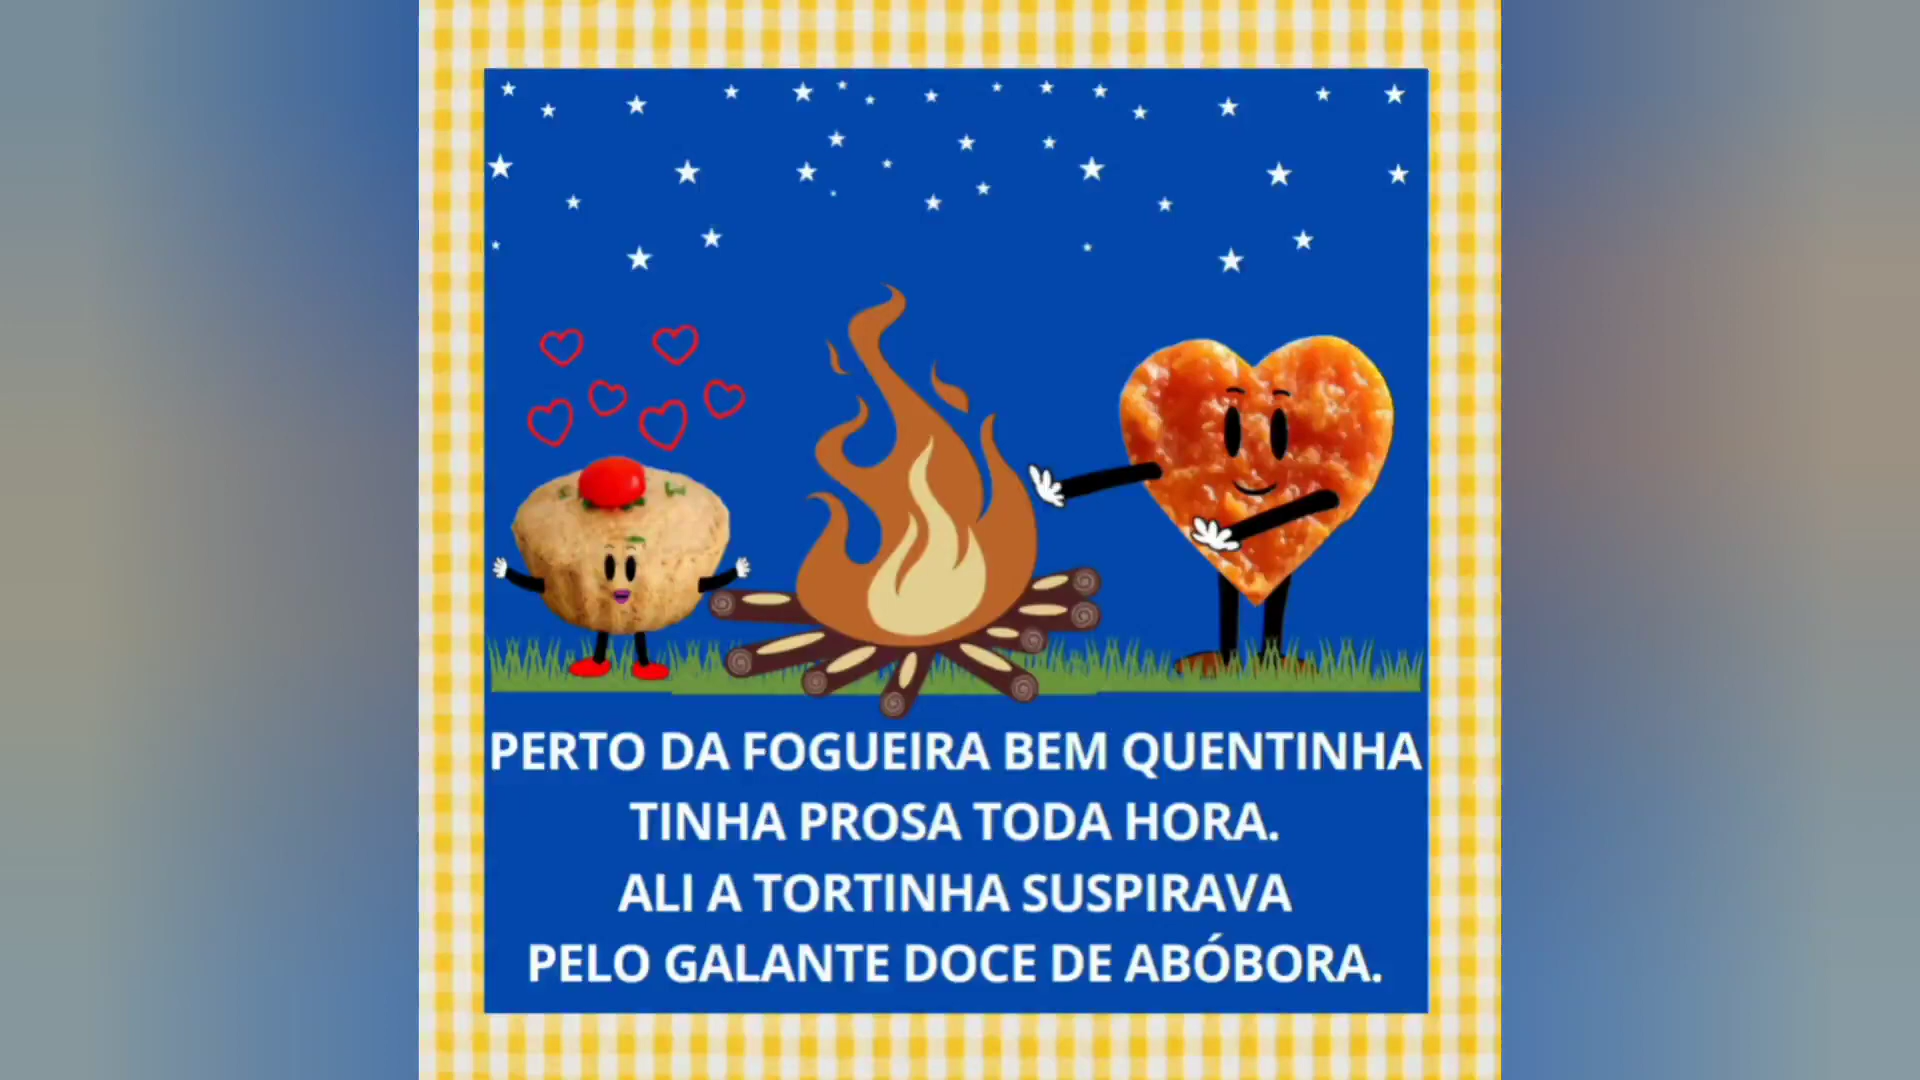 PERTO DA FOGUEIRA BEM QUENTINHA
TINHA PROSA TODA HORA.
ALI A TORTINHA SUSPIRAVA
PELO GALANTE DOCE DE ABÓBORA.